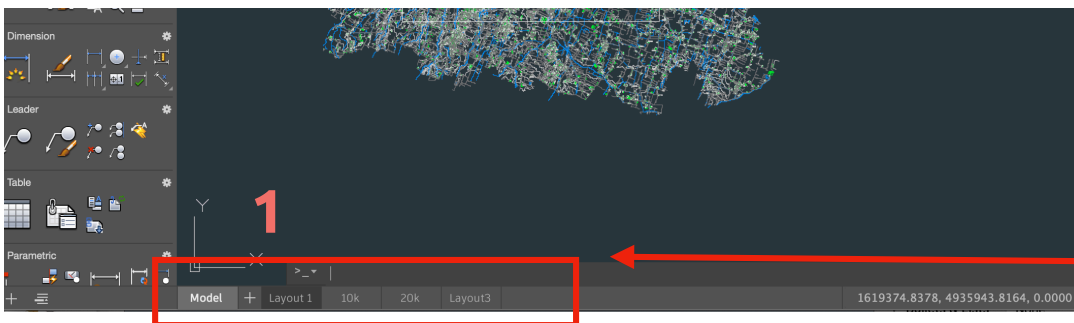 Dimension
Leader
Table
Parametric
Y
1
X
>_
Model + Layout 1 10k 20k Layout3
1619374.8378, 4935943.8164, 0.0000